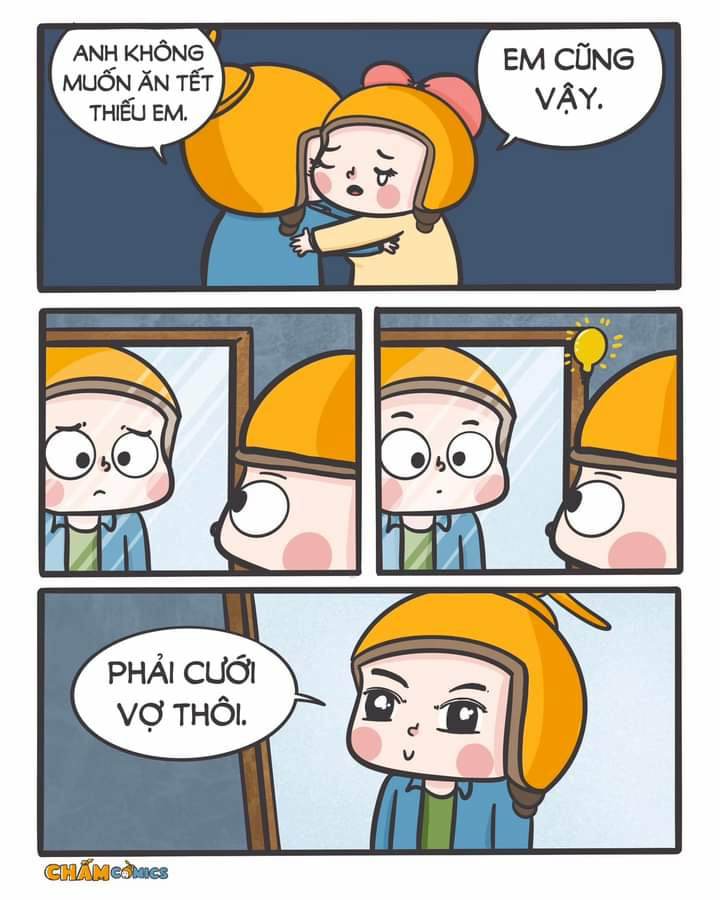 ANH KHÔNG
MUỐN ĂN TẾT
THIẾU EM.
EM CŨNG
VẬY.
PHẢI CƯỚI
VỢ THÔI.
CHẤM COMICS